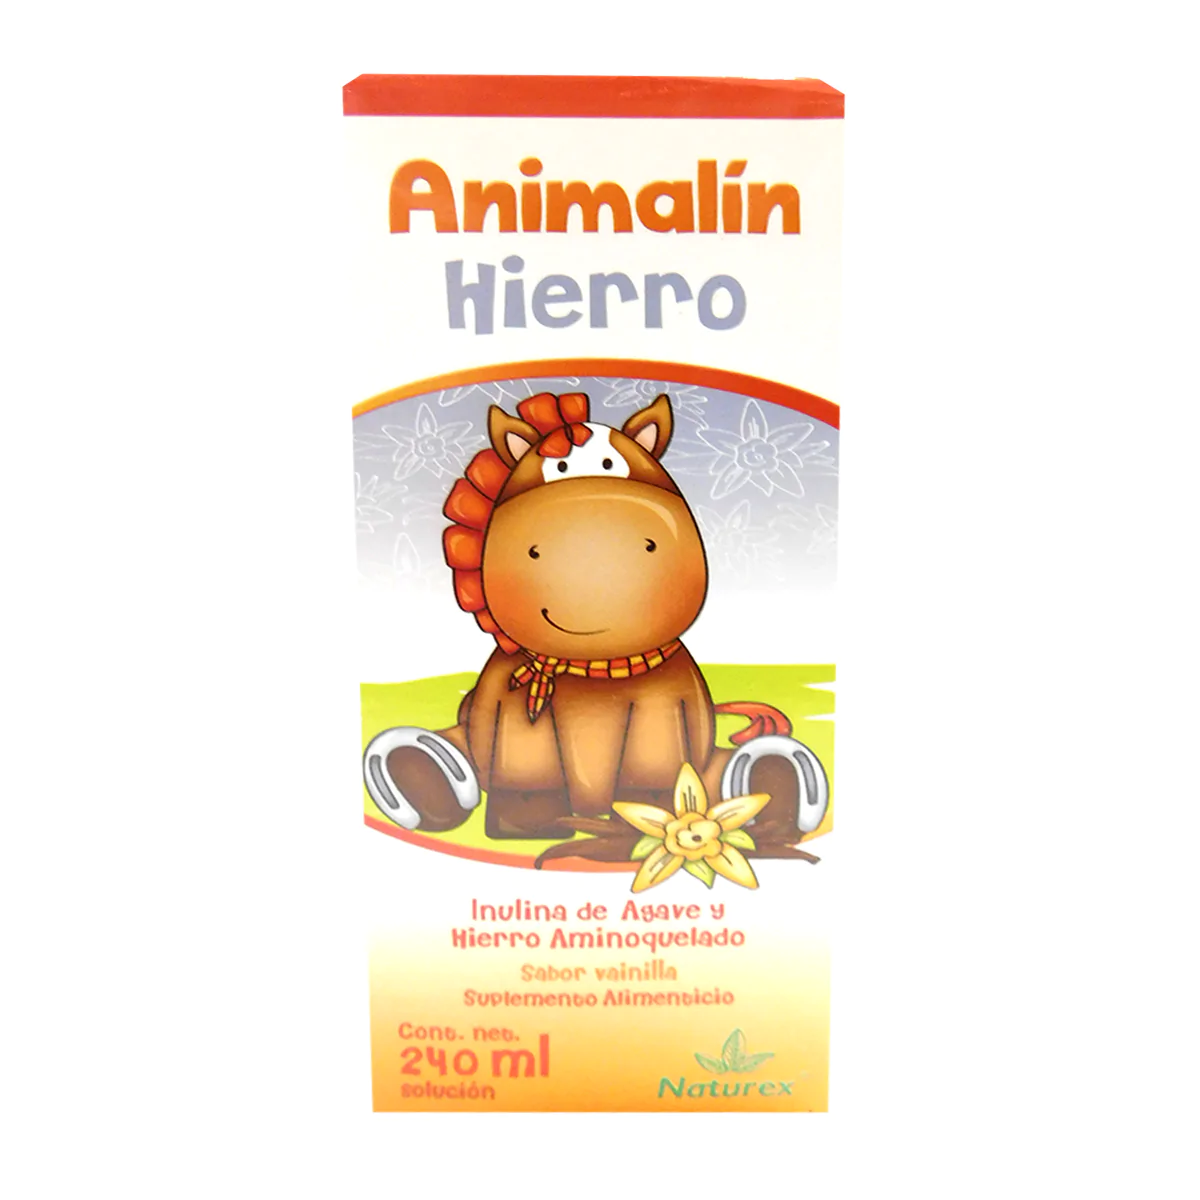 Animalín
Hierro
Inulina de Agave y
Hierro Aminoquelado
Sabor vainilla
Suplemento Alimenticio
Cont. net.
240 ml
solución
Naturex